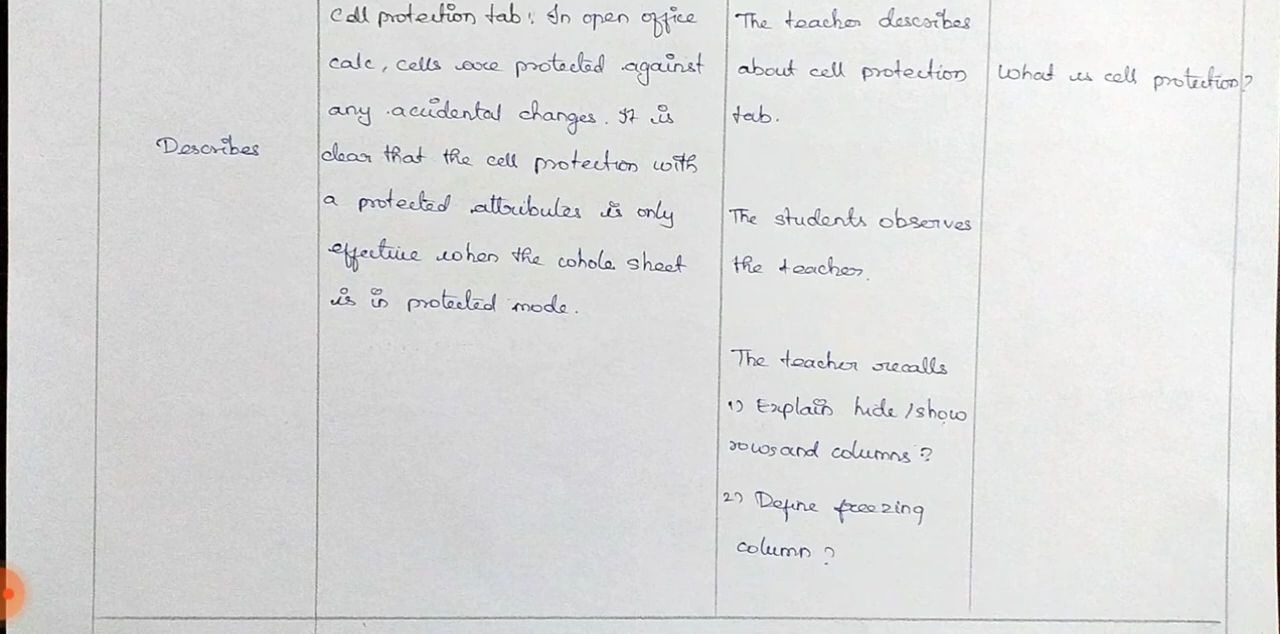 Describes
Cell protection tab: In open office
calc, cells are protected against
any accidental changes. It is
clear that the cell protection with
a protected attributes is only
effective when the whole sheet
is in protected mode.
The teacher describes
about cell protection
tab.
The students observes
the teacher.
The teacher recalls
1) Explain hide/show
rows and columns?
2) Define freezing
column?
What is cell protection?